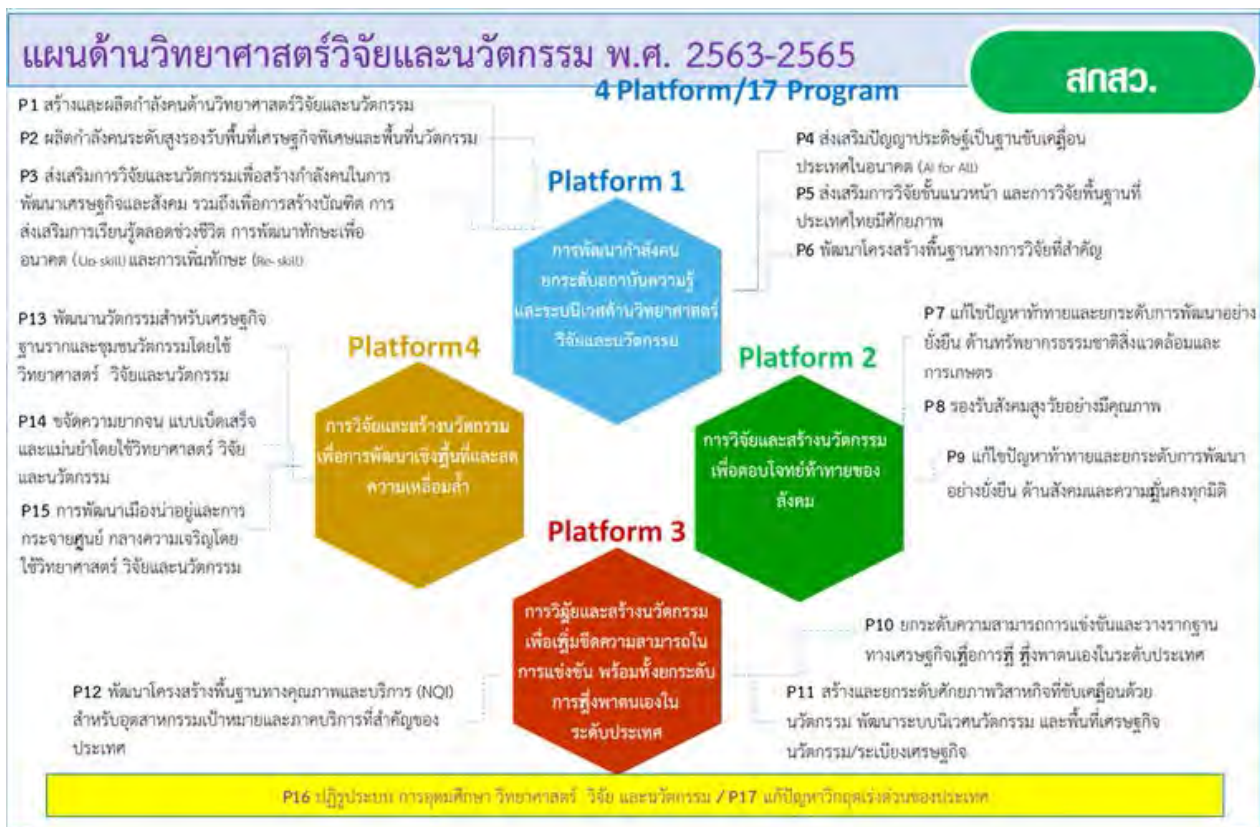 แผนด้านวิทยาศาสตร์วิจัยและนวัตกรรม พ.ศ. 2563-2565
สกสว.
4 Platform/17 Program
P1 สร้างและผลิตกำลังคนด้านวิทยาศาสตร์วิจัยและนวัตกรรม
P2 ผลิตกำลังคนระดับสูงรองรับพื้นที่เศรษฐกิจพิเศษและพื้นที่นวัตกรรม
P3 ส่งเสริมการวิจัยและนวัตกรรมเพื่อสร้างกำลังคนในการ
พัฒนาเศรษฐกิจและสังคม รวมถึงเพื่อการสร้างบัณฑิต การ
ส่งเสริมการเรียนรู้ตลอดช่วงชีวิต การพัฒนาทักษะเพื่อ
อนาคต (Up-skill) และการเพิ่มทักษะ (Re-skill)
Platform 1
การพัฒนากำลังคน
ยกระดับสถาบันความรู้
และระบบนิเวศด้านวิทยาศาสตร์
วิจัยและนวัตกรรม
P4 ส่งเสริมปัญญาประดิษฐ์เป็นฐานขับเคลื่อน
ประเทศในอนาคต (AI for All)
P5 ส่งเสริมการวิจัยขั้นแนวหน้า และการวิจัยพื้นฐานที่
ประเทศไทยมีศักยภาพ
P6 พัฒนาโครงสร้างพื้นฐานทางการวิจัยที่สำคัญ
P13 พัฒนานวัตกรรมสำหรับเศรษฐกิจ
ฐานรากและชุมชนนวัตกรรมโดยใช้
วิทยาศาสตร์ วิจัยและนวัตกรรม
P14 ขจัดความยากจน แบบเบ็ดเสร็จ
และแม่นยำโดยใช้วิทยาศาสตร์ วิจัย
และนวัตกรรม
P15 การพัฒนาเมืองน่าอยู่และการ
กระจายศูนย์ กลางความเจริญโดย
ใช้วิทยาศาสตร์ วิจัยและนวัตกรรม
Platform4
การวิจัยและสร้างนวัตกรรม
เพื่อการพัฒนาเชิงพื้นที่และลด
ความเหลื่อมล้ำ
Platform 2
การวิจัยและสร้างนวัตกรรม
เพื่อตอบโจทย์ท้าทายของ
สังคม
P7 แก้ไขปัญหาท้าทายและยกระดับการพัฒนาอย่าง
ยั่งยืน ด้านทรัพยากรธรรมชาติสิ่งแวดล้อมและ
การเกษตร
P8 รองรับสังคมสูงวัยอย่างมีคุณภาพ
P9 แก้ไขปัญหาท้าทายและยกระดับการพัฒนา
อย่างยั่งยืน ด้านสังคมและความมั่นคงทุกมิติ
Platform 3
การวิจัยและสร้างนวัตกรรม
เพื่อเพิ่มขีดความสามารถใน
การแข่งขัน พร้อมทั้งยกระดับ
การพึ่งพาตนเองใน
ระดับประเทศ
P10 ยกระดับความสามารถการแข่งขันและวางรากฐาน
ทางเศรษฐกิจเพื่อการพึ่ พึ่งพาตนเองในระดับประเทศ
P11 สร้างและยกระดับศักยภาพวิสาหกิจที่ขับเคลื่อนด้วย
นวัตกรรม พัฒนาระบบนิเวศนวัตกรรม และพื้นที่เศรษฐกิจ
นวัตกรรม/ระเบียงเศรษฐกิจ
P12 พัฒนาโครงสร้างพื้นฐานทางคุณภาพและบริการ (NQI)
สำหรับอุตสาหกรรมเป้าหมายและภาคบริการที่สำคัญของ
ประเทศ
P16 ปฏิรูประบบ การอุดมศึกษา วิทยาศาสตร์ วิจัย และนวัตกรรม / P17 แก้ปัญหาวิกฤตเร่งด่วนของประเทศ